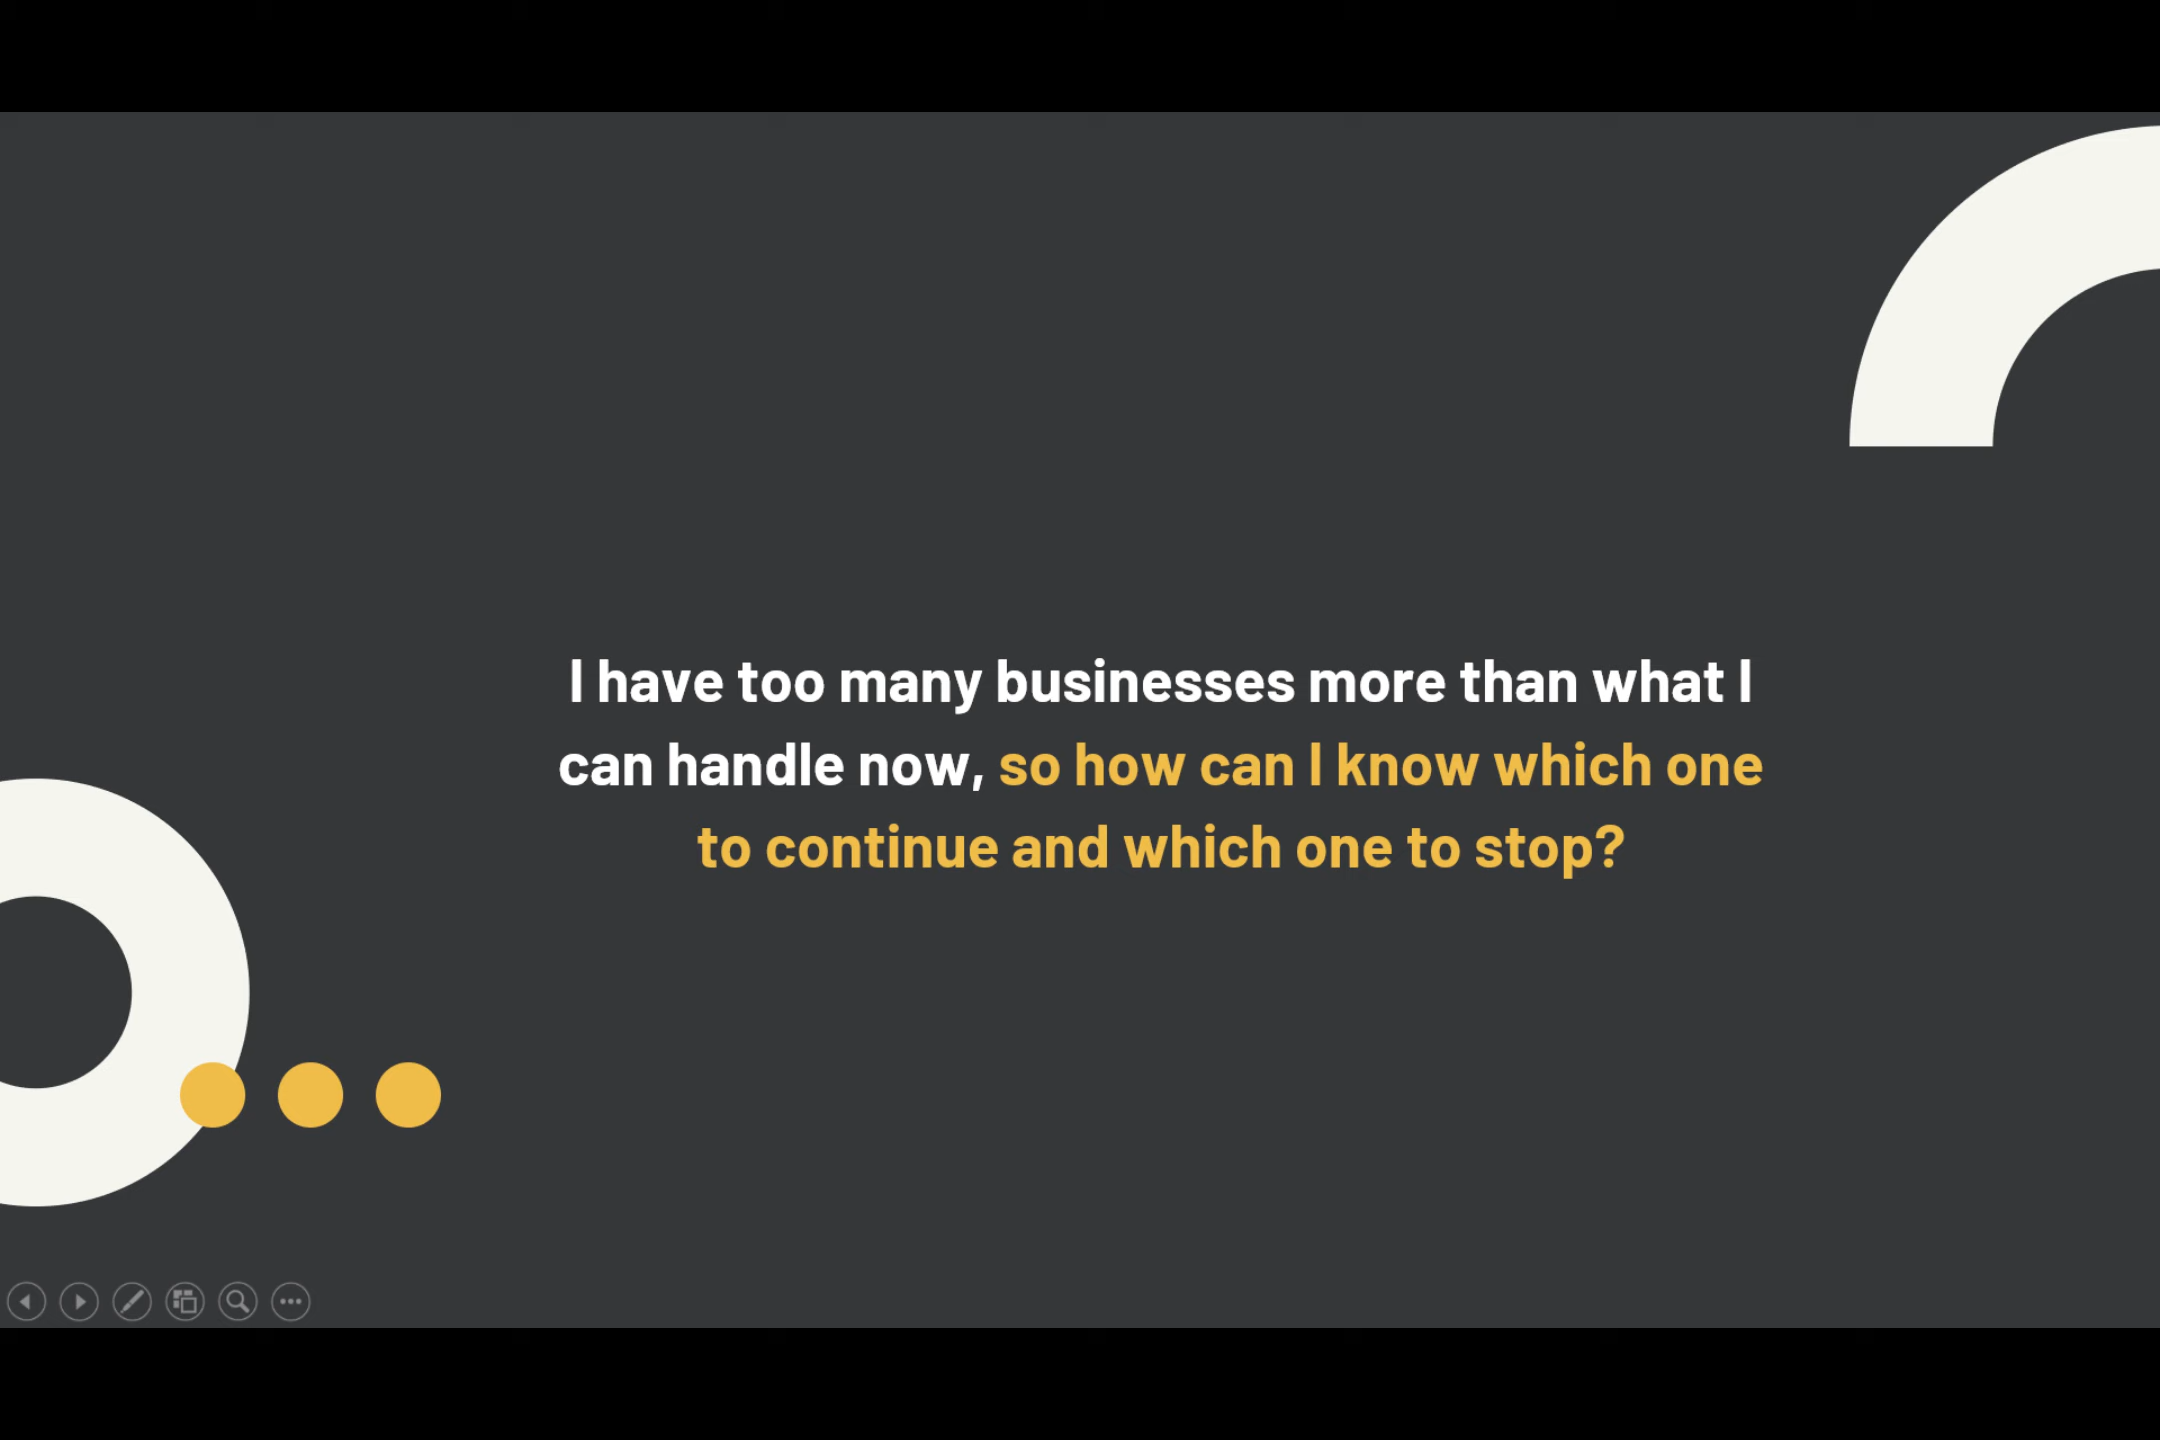 I have too many businesses more than what I
can handle now, so how can I know which one
to continue and which one to stop?